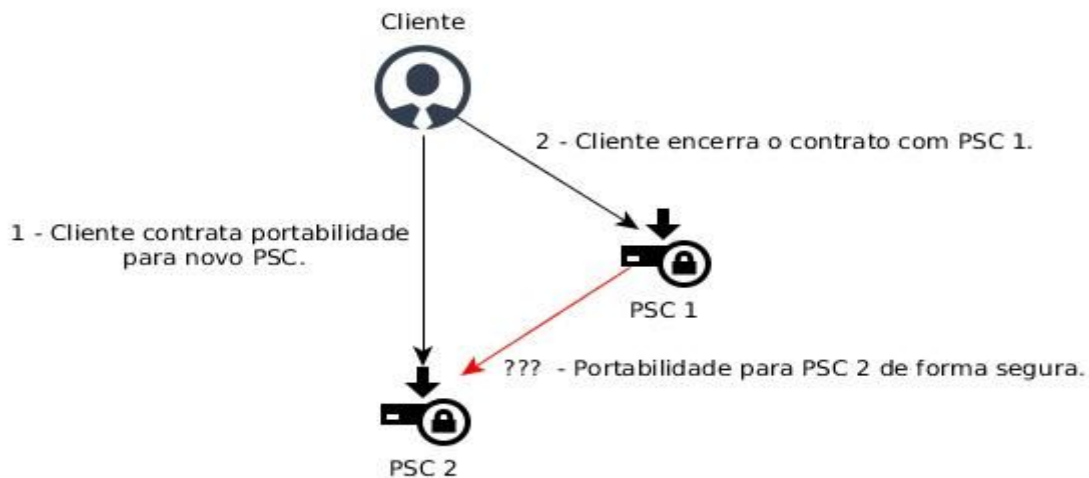 Cliente
2 - Cliente encerra o contrato com PSC 1.
1 - Cliente contrata portabilidade
para novo PSC.
PSC 1
??? - Portabilidade para PSC 2 de forma segura.
PSC 2